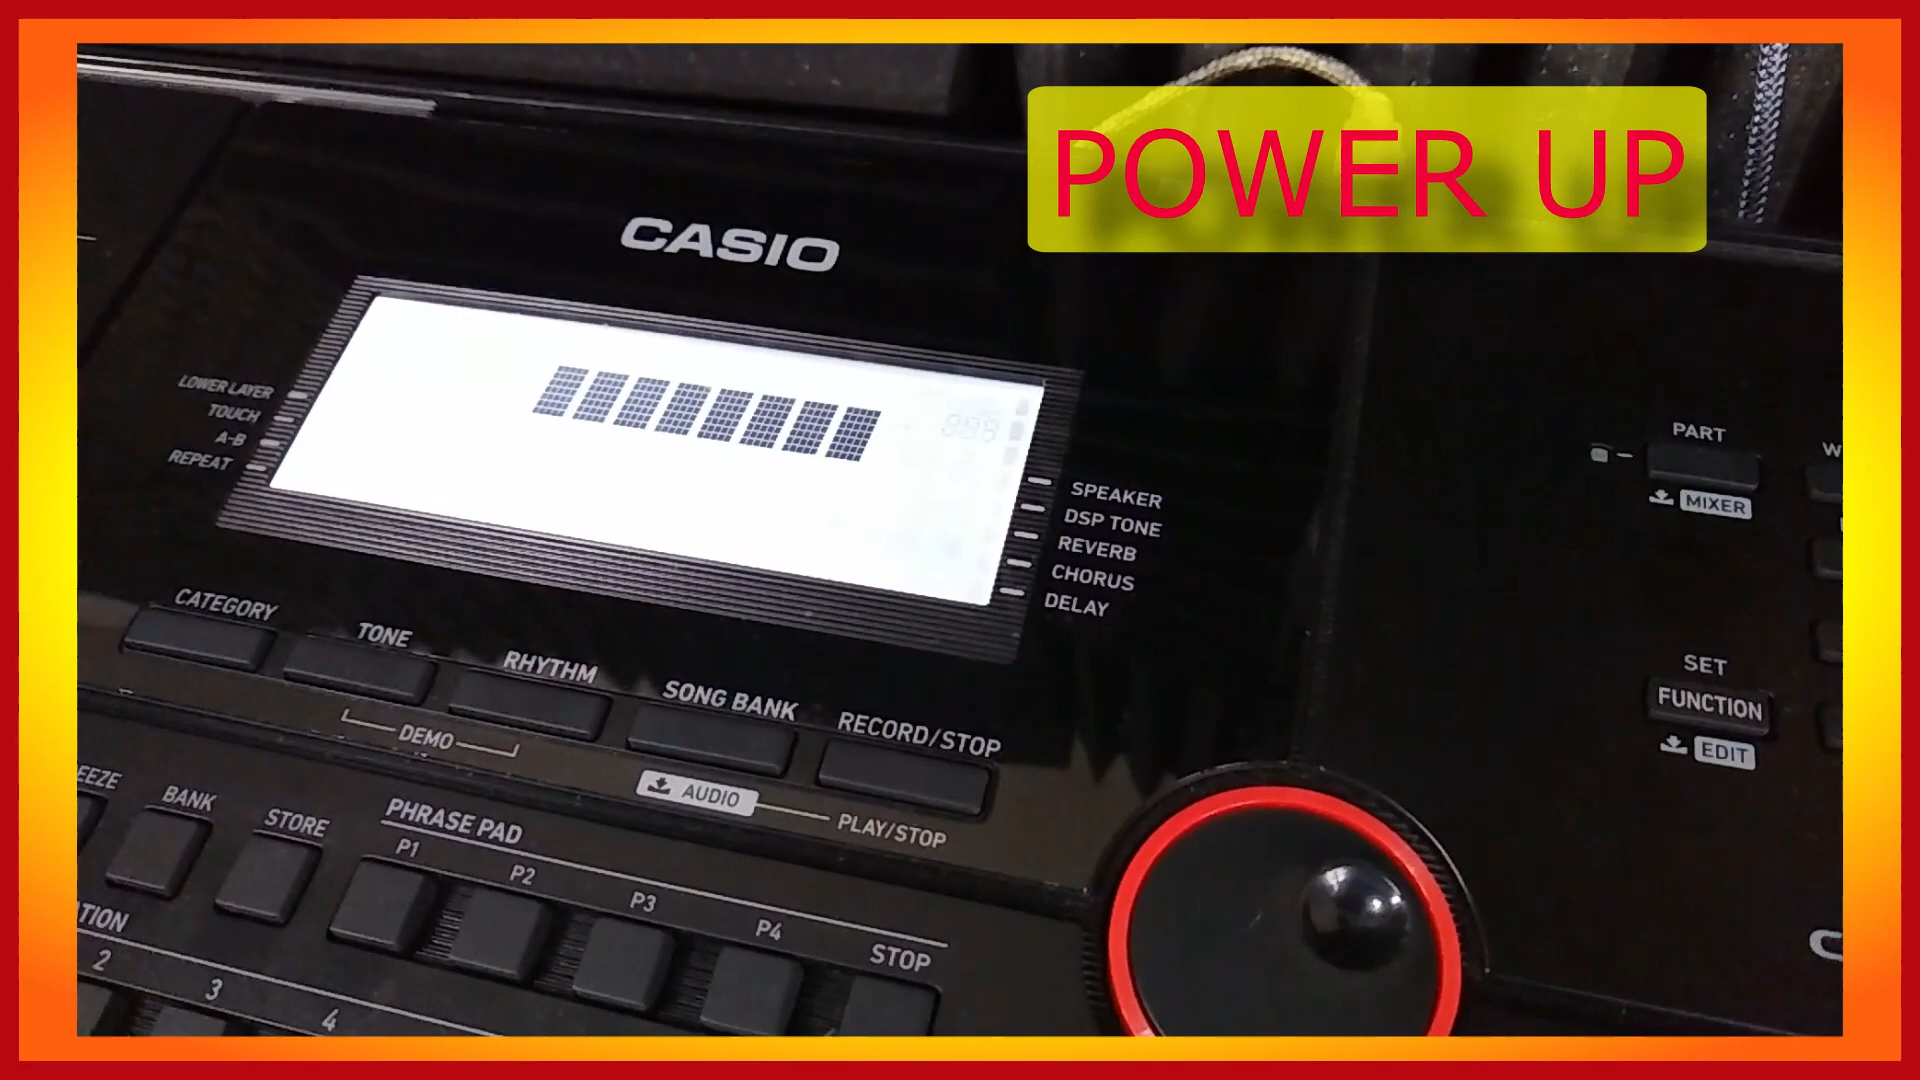 POWER UP
CASIO
LOWER LAYER
TOUCH
A-B
REPEAT
SPEAKER
DSP TONE
REVERB
CHORUS
DELAY
PART
MIXER
SET
FUNCTION
EDIT
CATEGORY
TONE
RHYTHM
SONG BANK
RECORD/STOP
DEMO
AUDIO
PLAY/STOP
BANK
STORE
PHRASE PAD
P1
P2
P3
P4
STOP
2
3
4